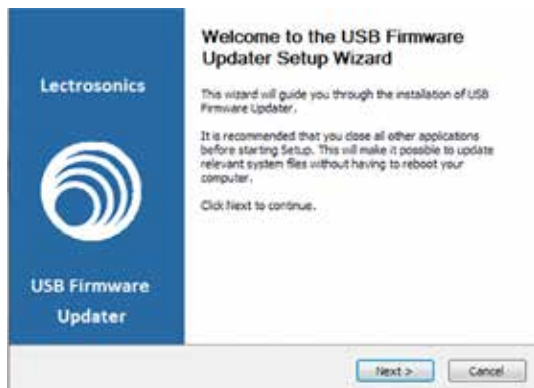 Lectrosonics
USB Firmware
Updater
Welcome to the USB Firmware
Updater Setup Wizard
This wizard will guide you through the installation of USB
Firmware Updater.
It is recommended that you close all other applications
before starting Setup. This will make it possible to update
relevant system files without having to reboot your
computer.
Click Next to continue.
Next >
Cancel